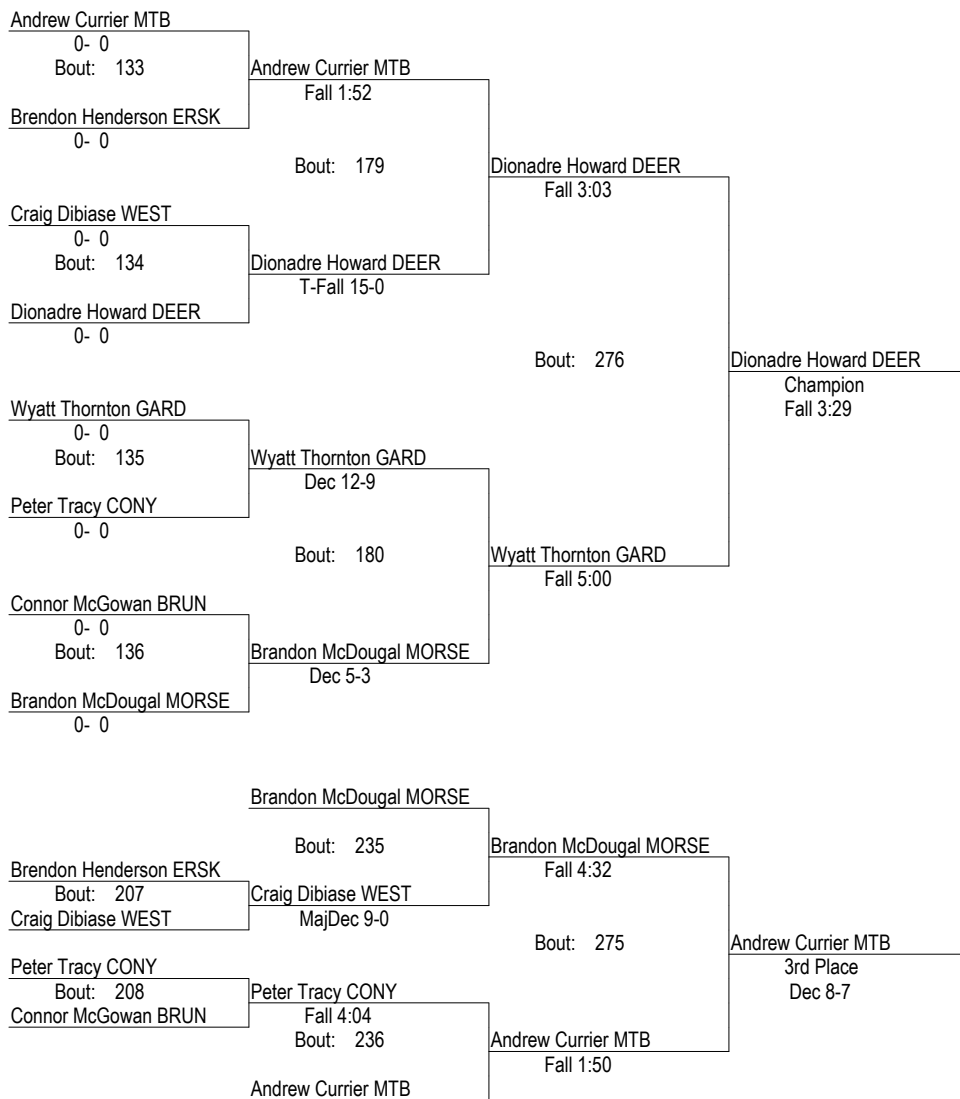 Andrew Currier MTB
0- 0
Bout: 133
Andrew Currier MTB
Fall 1:52
Brendon Henderson ERSK
0- 0
Bout: 179
Dionadre Howard DEER
Fall 3:03
Craig Dibiase WEST
0- 0
Bout: 134
Dionadre Howard DEER
T-Fall 15-0
Dionadre Howard DEER
0- 0
Bout: 276
Dionadre Howard DEER
Champion
Fall 3:29
Wyatt Thornton GARD
0- 0
Bout: 135
Wyatt Thornton GARD
Dec 12-9
Peter Tracy CONY
0- 0
Bout: 180
Wyatt Thornton GARD
Fall 5:00
Connor McGowan BRUN
0- 0
Bout: 136
Brandon McDougal MORSE
Dec 5-3
Brandon McDougal MORSE
0- 0
Brandon McDougal MORSE
Bout: 235
Brandon McDougal MORSE
Fall 4:32
Brendon Henderson ERSK
Bout: 207
Craig Dibiase WEST
Craig Dibiase WEST
MajDec 9-0
Bout: 275
Andrew Currier MTB
3rd Place
Dec 8-7
Peter Tracy CONY
Bout: 208
Connor McGowan BRUN
Peter Tracy CONY
Fall 4:04
Bout: 236
Andrew Currier MTB
Fall 1:50
Andrew Currier MTB